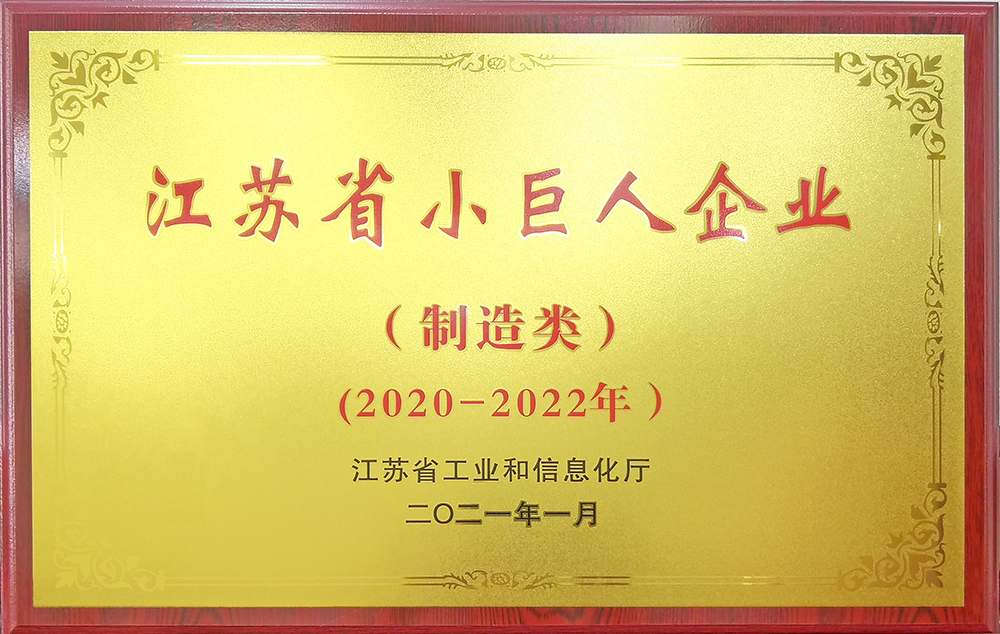 江苏省小巨人企业
（制造类）
(2020-2022年）
江苏省工业和信息化厅
二〇二一年一月